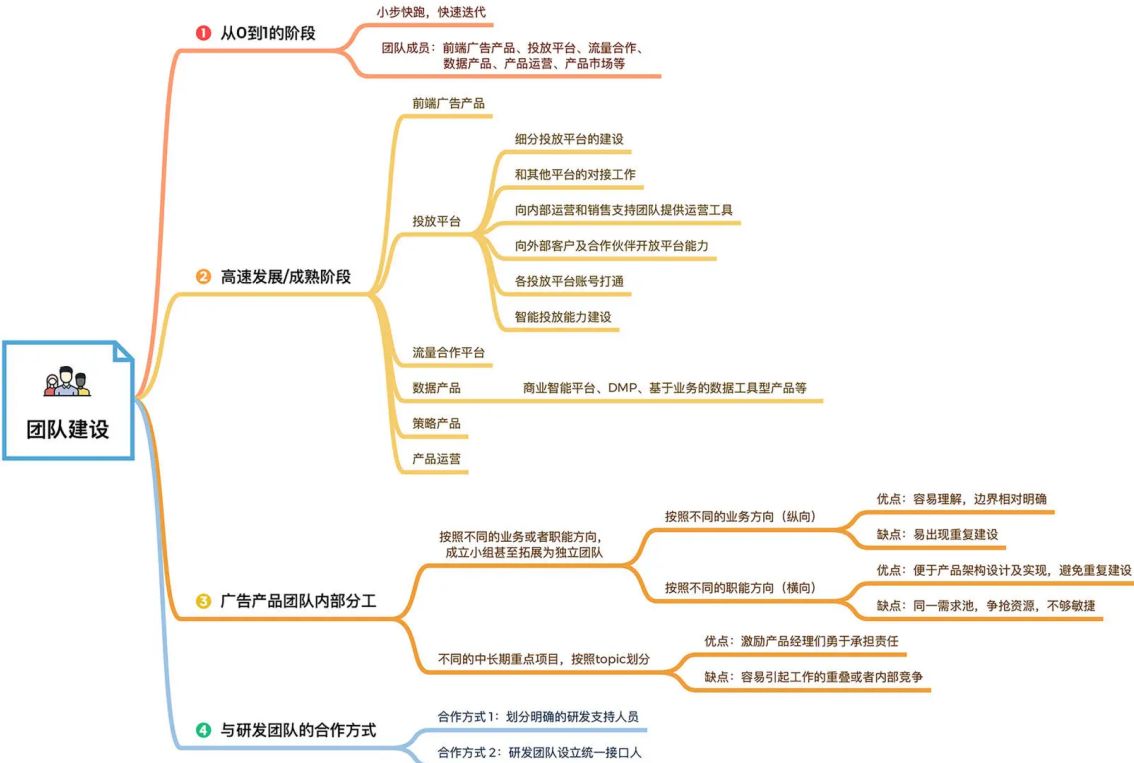 团队建设
1 从0到1的阶段
小步快跑，快速迭代
团队成员：前端广告产品、投放平台、流量合作、
数据产品、产品运营、产品市场等
2 高速发展/成熟阶段
前端广告产品
投放平台
细分投放平台的建设
和其他平台的对接工作
向内部运营和销售支持团队提供运营工具
向外部客户及合作伙伴开放平台能力
各投放平台账号打通
智能投放能力建设
流量合作平台
数据产品
商业智能平台、DMP、基于业务的数据工具型产品等
策略产品
产品运营
3 广告产品团队内部分工
按照不同的业务或者职能方向，
成立小组甚至拓展为独立团队
按照不同的业务方向（纵向）
优点：容易理解，边界相对明确
缺点：易出现重复建设
按照不同的职能方向（横向）
优点：便于产品架构设计及实现，避免重复建设
缺点：同一需求池，争抢资源，不够敏捷
不同的中长期重点项目，按照topic划分
优点：激励产品经理们勇于承担责任
缺点：容易引起工作的重叠或者内部竞争
4 与研发团队的合作方式
合作方式 1：划分明确的研发支持人员
合作方式 2：研发团队设立统一接口人